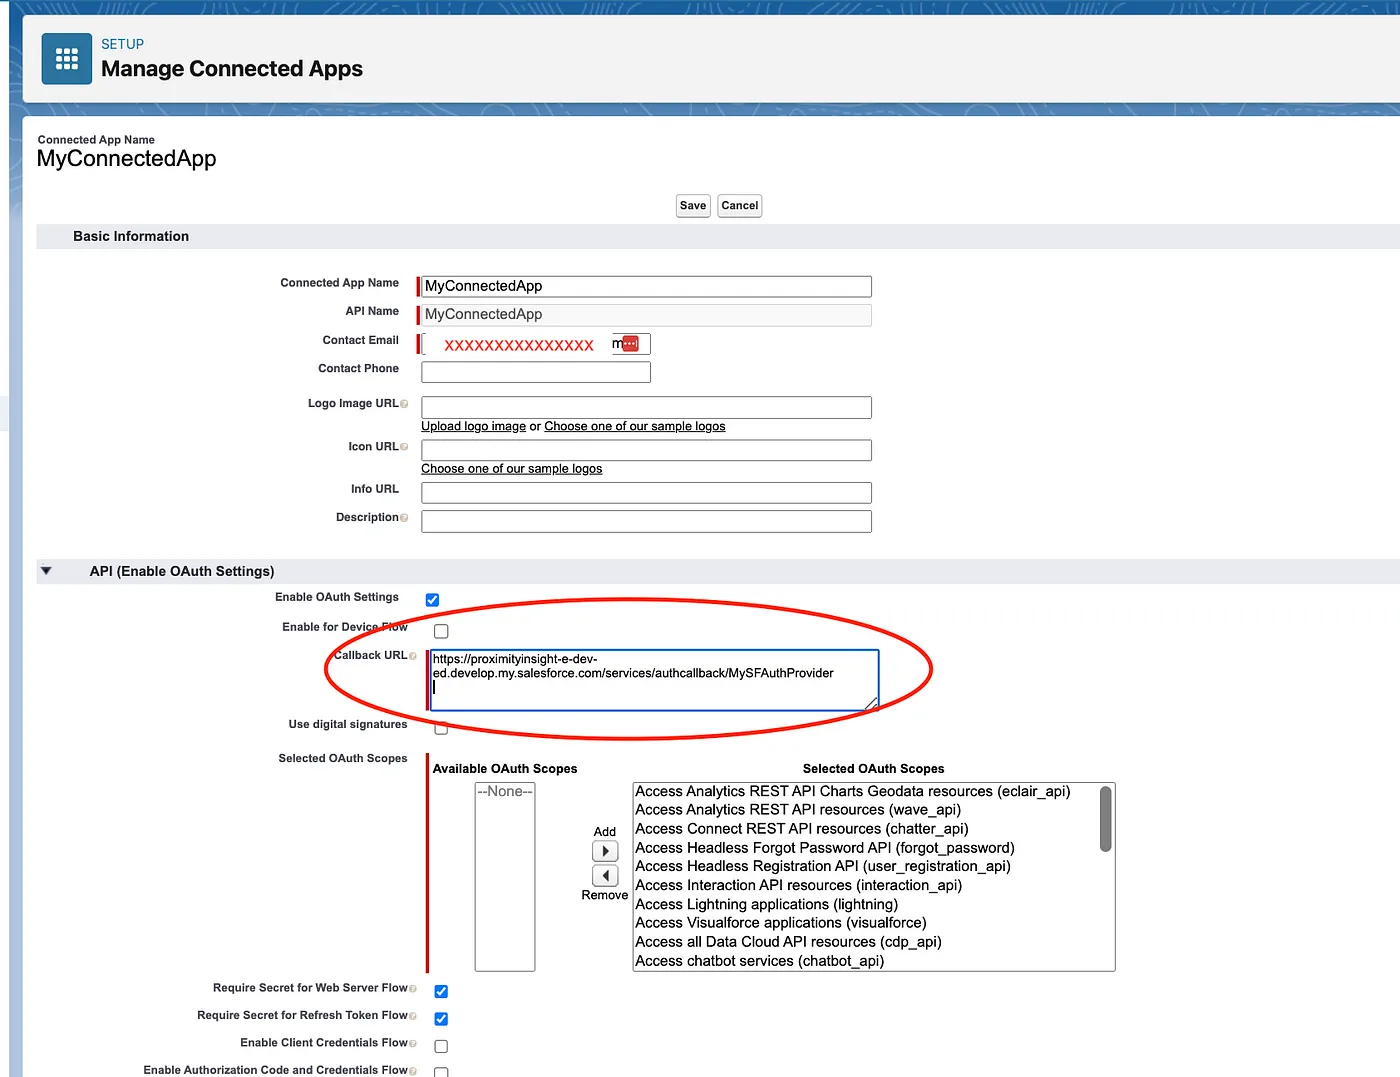 SETUP
Manage Connected Apps
Connected App Name
MyConnectedApp
Save Cancel
Basic Information
Connected App Name MyConnectedApp
API Name MyConnectedApp
Contact Email XXXXXXXXXXXXXXX m
Contact Phone
Logo Image URL
Upload logo image or Choose one of our sample logos
Icon URL
Choose one of our sample logos
Info URL
Description
API (Enable OAuth Settings)
Enable OAuth Settings
Enable for Device Flow
Callback URL https://proximityinsight-e-dev-
ed.develop.my.salesforce.com/services/authcallback/MySFAuthProvider
Use digital signatures
Selected OAuth Scopes
Available OAuth Scopes Selected OAuth Scopes
--None--
Access Analytics REST API Charts Geodata resources (eclair_api)
Access Analytics REST API resources (wave_api)
Access Connect REST API resources (chatter_api)
Access Headless Forgot Password API (forgot_password)
Access Headless Registration API (user_registration_api)
Access Interaction API resources (interaction_api)
Access Lightning applications (lightning)
Access Visualforce applications (visualforce)
Access all Data Cloud API resources (cdp_api)
Access chatbot services (chatbot_api)
Add
Remove
Require Secret for Web Server Flow
Require Secret for Refresh Token Flow
Enable Client Credentials Flow
Enable Authorization Code and Credentials Flow